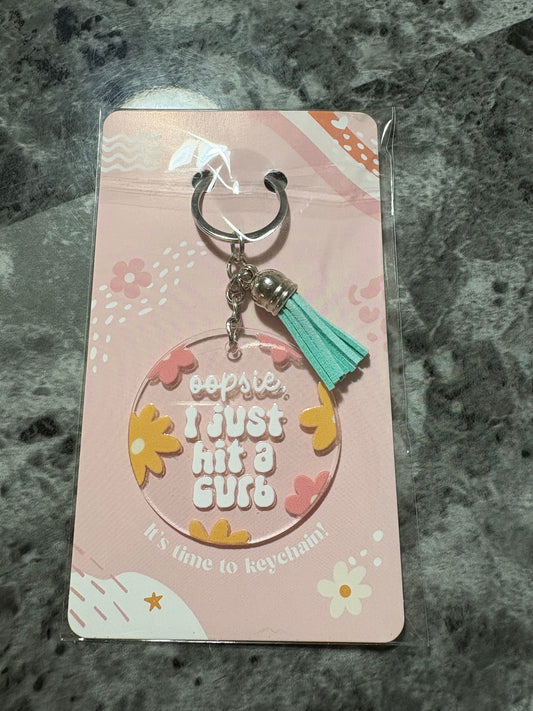 oopsie,
I just
hit a
curb
It's time to keychain!